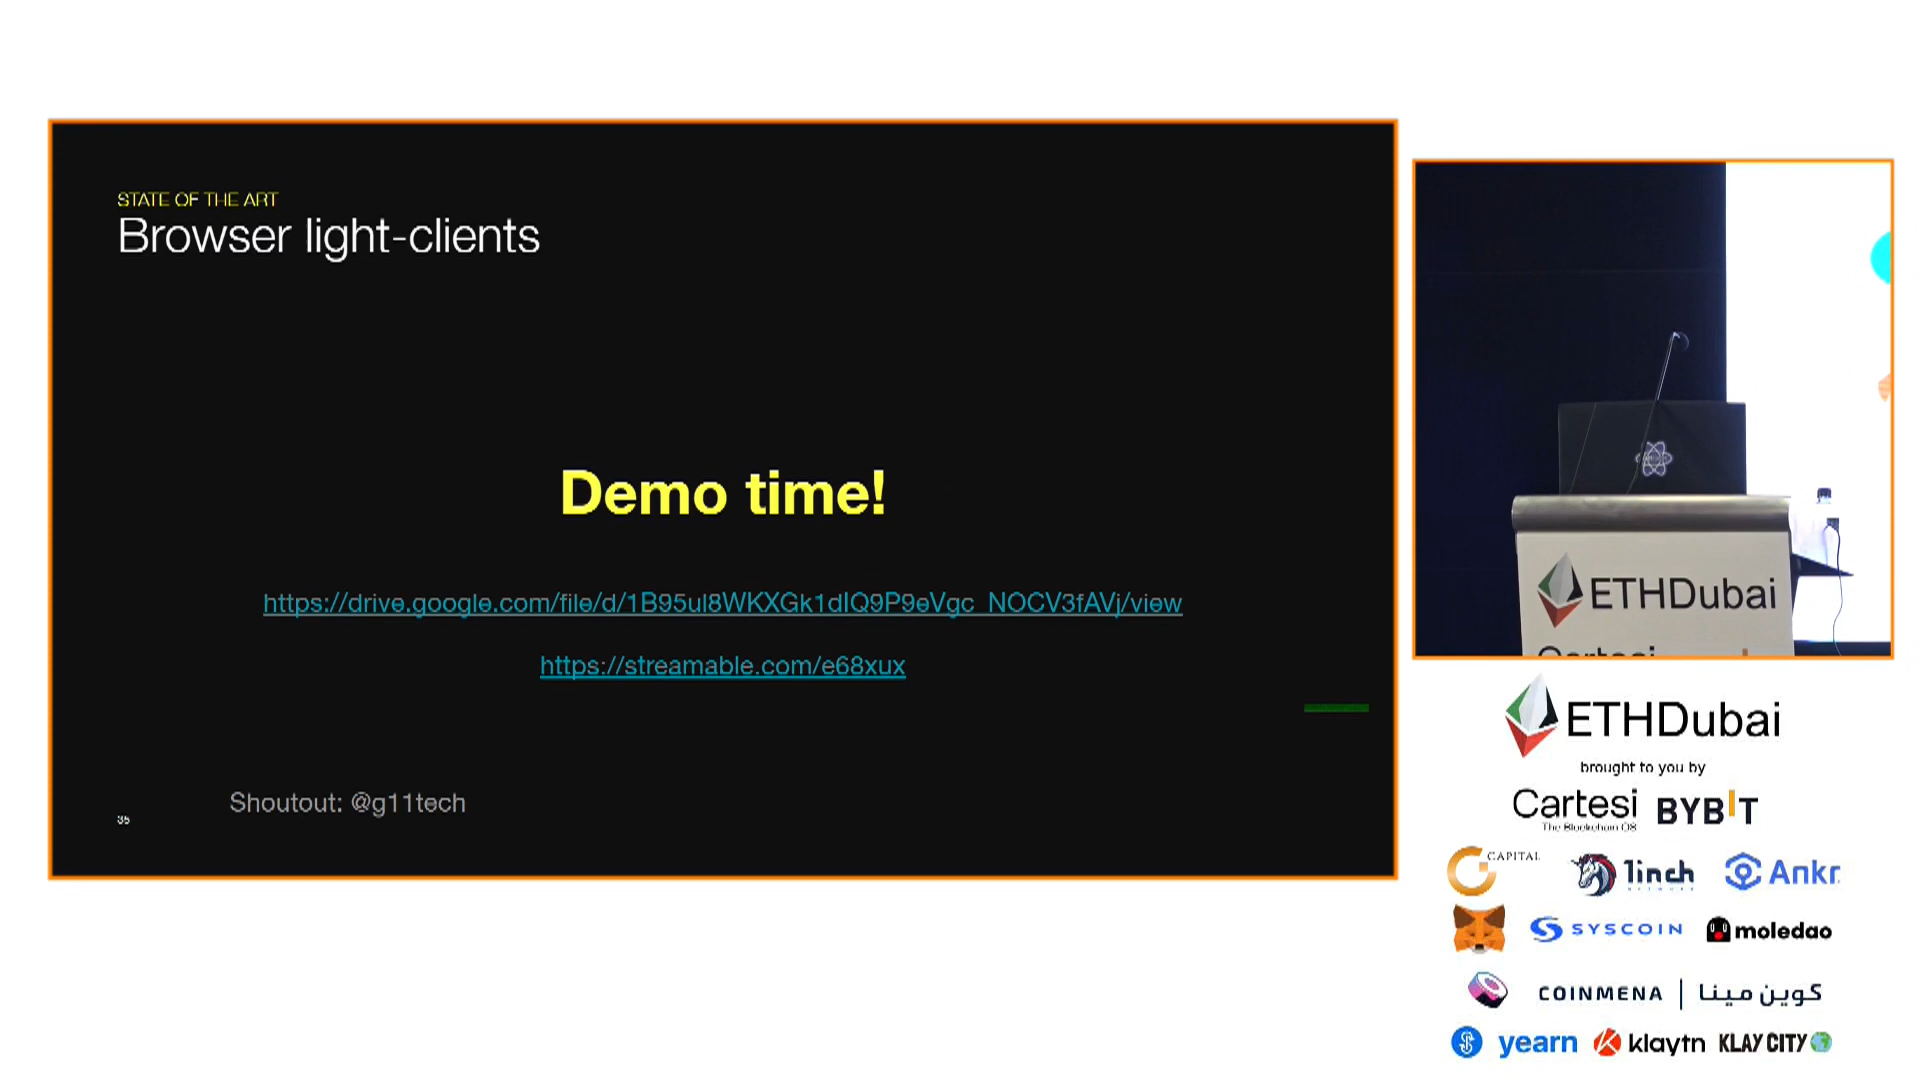 STATE OF THE ART
Browser light-clients
Demo time!
https://drive.google.com/file/d/1B95ul8WKXGk1dIQ9P9eVgc_NOCV3fAVj/view
https://streamable.com/e68xux
Shoutout: @g11tech
35
ETHDubai
ETHDubai
brought to you by
Cartesi
The Blockchain OS
BYBIT
CAPITAL
1inch
NETWORK
Ankr
SYSCOIN
moledao
COINMENA | كوين مينا
yearn
klaytn
KLAY CITY